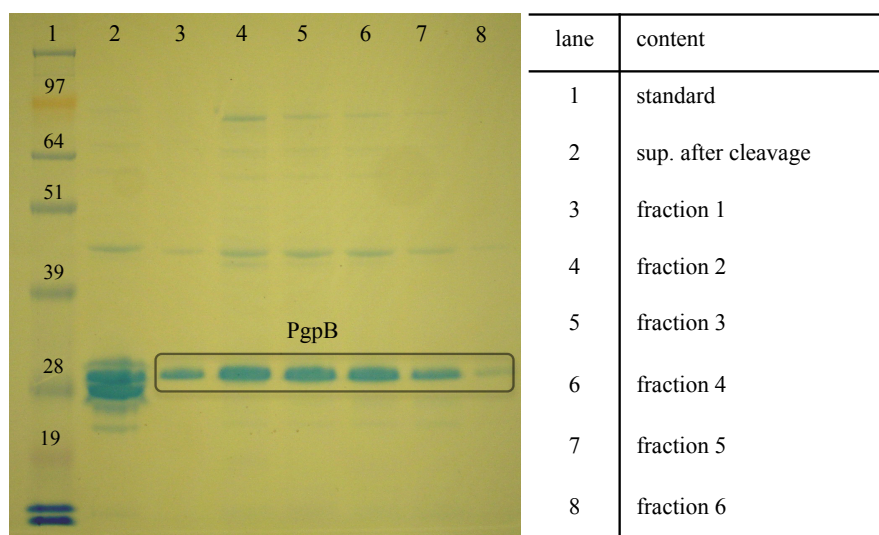 1 2 3 4 5 6 7 8
97
64
51
39
PgpB
28
19
lane content
1 standard
2 sup. after cleavage
3 fraction 1
4 fraction 2
5 fraction 3
6 fraction 4
7 fraction 5
8 fraction 6